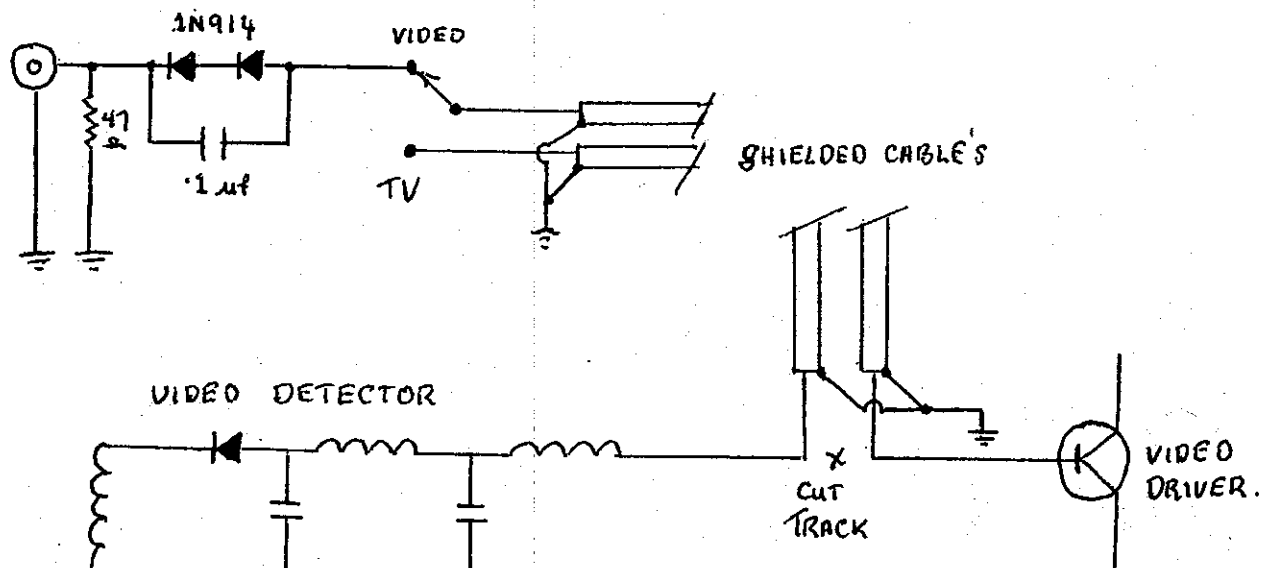 1N914
VIDEO
47
.1 uf
TV
SHIELDED CABLE'S
VIDEO DETECTOR
X
CUT
TRACK
VIDEO
DRIVER.